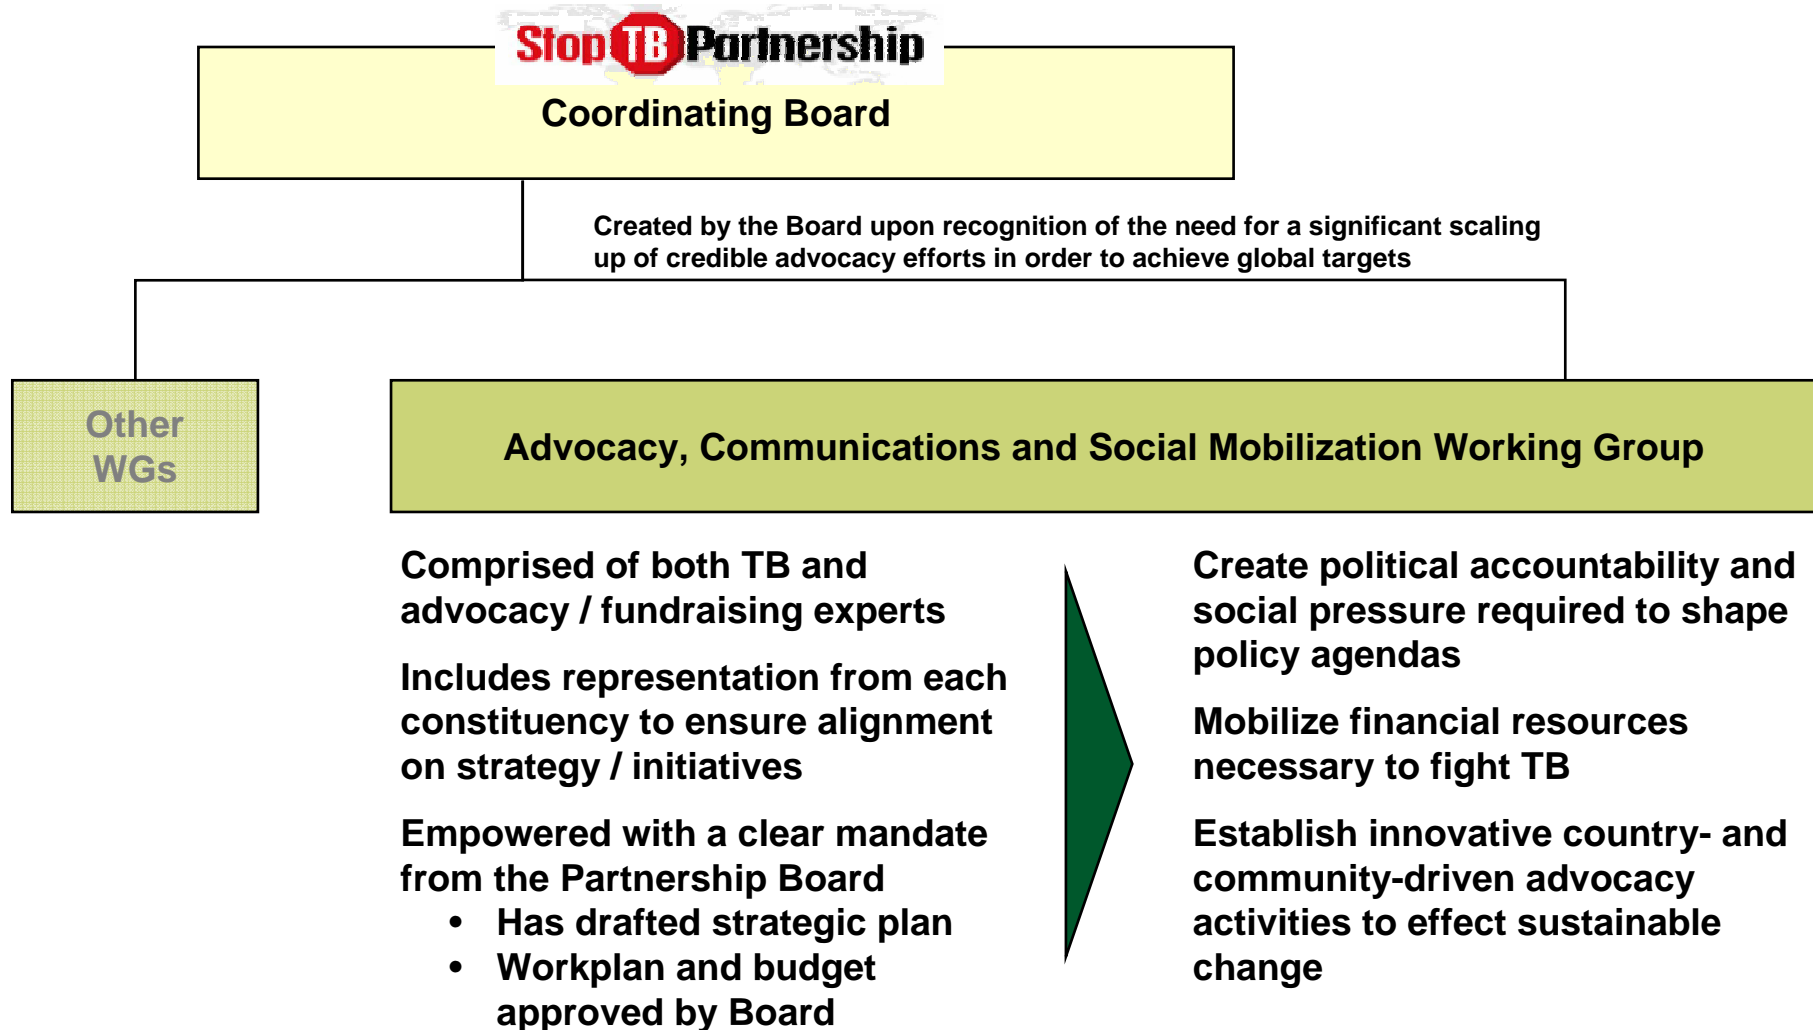 Stop TB Partnership
Coordinating Board
Created by the Board upon recognition of the need for a significant scaling
up of credible advocacy efforts in order to achieve global targets
Other
WGs
Advocacy, Communications and Social Mobilization Working Group
Comprised of both TB and
advocacy / fundraising experts
Includes representation from each
constituency to ensure alignment
on strategy / initiatives
Empowered with a clear mandate
from the Partnership Board
• Has drafted strategic plan
• Workplan and budget
approved by Board
Create political accountability and
social pressure required to shape
policy agendas
Mobilize financial resources
necessary to fight TB
Establish innovative country- and
community-driven advocacy
activities to effect sustainable
change